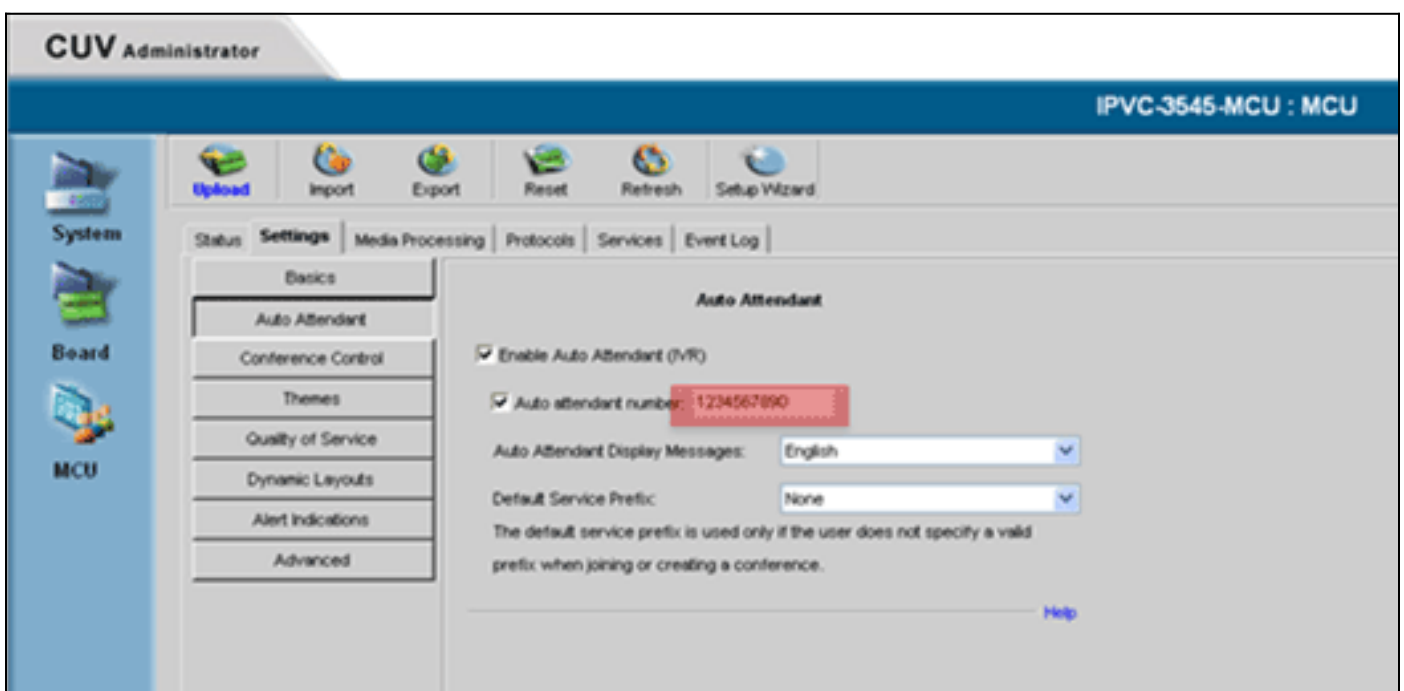 CUV Administrator
IPVC-3545-MCU : MCU
Upload Import Export Reset Refresh Setup Wizard
System
Status Settings Media Processing Protocols Services Event Log
Basics
Auto Attendant
Auto Attendant
Board
Enable Auto Attendant (IVR)
Conference Control
Themes
Auto attendant number: 1234567890
Quality of Service
Auto Attendant Display Messages: English
MCU
Dynamic Layouts
Default Service Prefix: None
Alert Indications
The default service prefix is used only if the user does not specify a valid
Advanced
prefix when joining or creating a conference.
Help